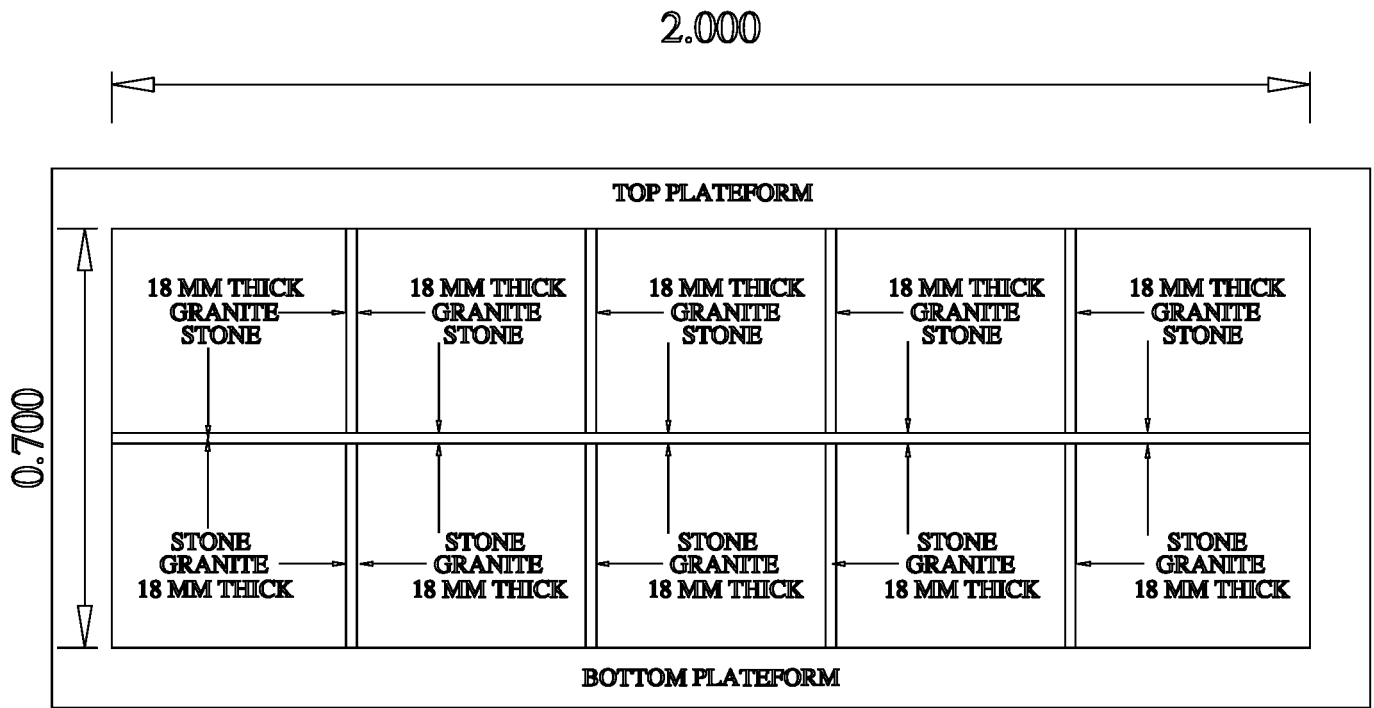 2.000
TOP PLATEFORM
0.700
18 MM THICK
GRANITE
STONE
18 MM THICK
GRANITE
STONE
18 MM THICK
GRANITE
STONE
18 MM THICK
GRANITE
STONE
18 MM THICK
GRANITE
STONE
STONE
GRANITE
18 MM THICK
STONE
GRANITE
18 MM THICK
STONE
GRANITE
18 MM THICK
STONE
GRANITE
18 MM THICK
STONE
GRANITE
18 MM THICK
BOTTOM PLATEFORM